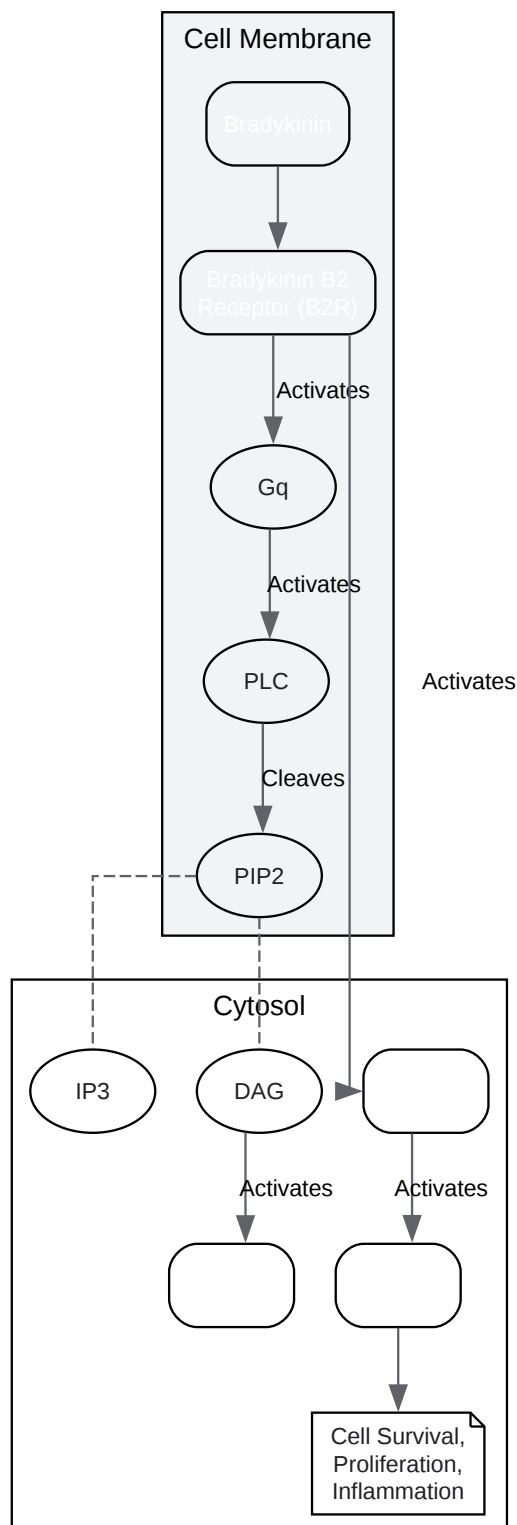 Cell Membrane
Bradykinin
Bradykinin B2
Receptor (B2R)
Activates
Gq
Activates
PLC
Activates
Cleaves
PIP2
Cytosol
IP3
DAG
Activates
Activates
Cell Survival,
Proliferation,
Inflammation